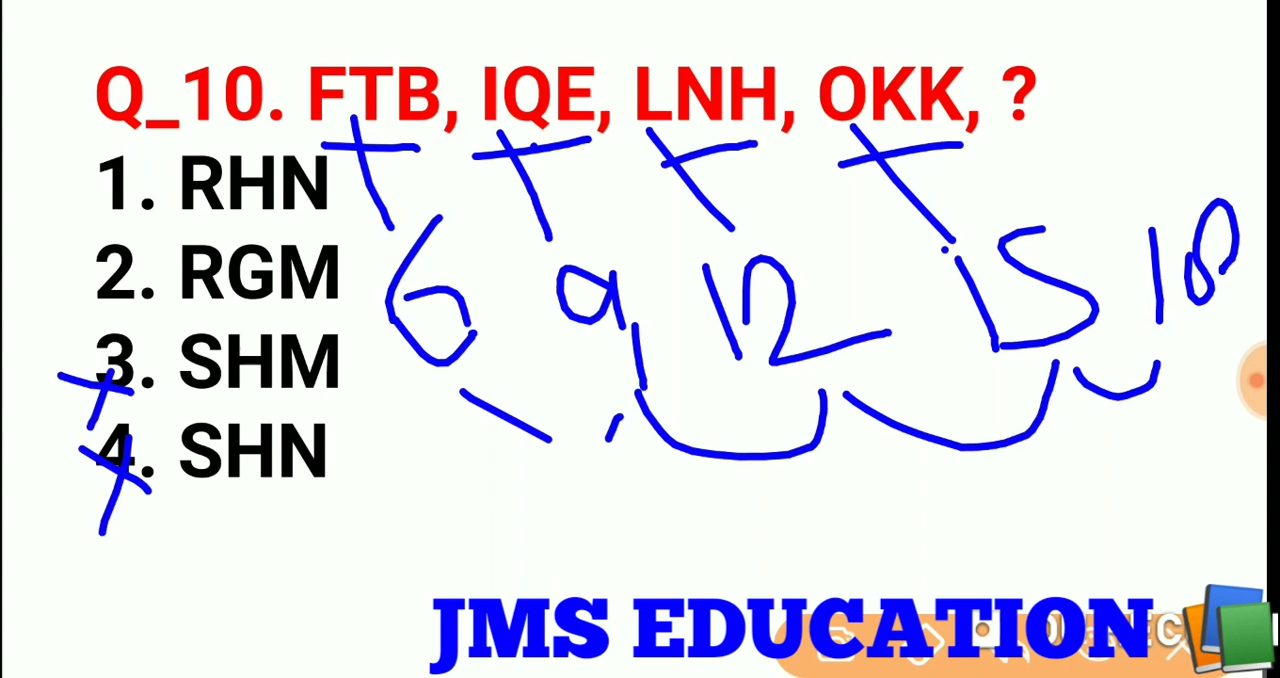 Q_10. FTB, IQE, LNH, OKK, ?
1. RHN
2. RGM
3. SHM
4. SHN
6 9 12 15 18
JMS EDUCATION